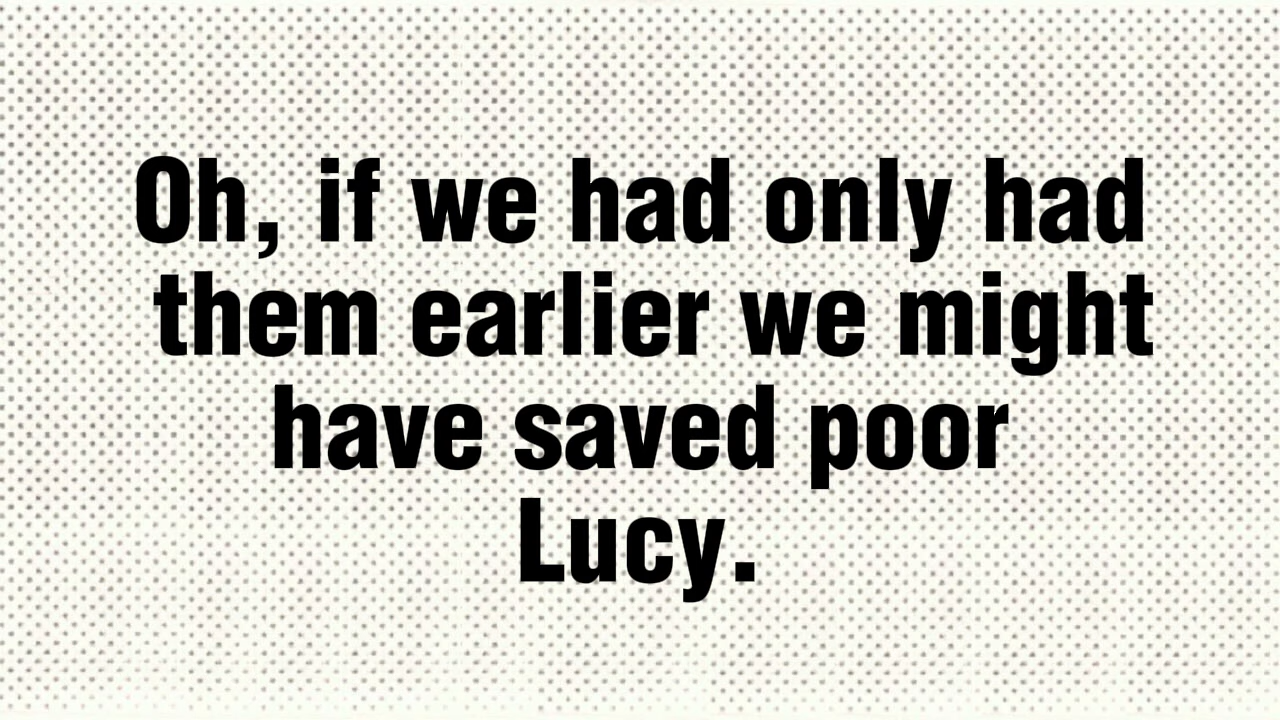 Oh, if we had only had
them earlier we might
have saved poor
Lucy.